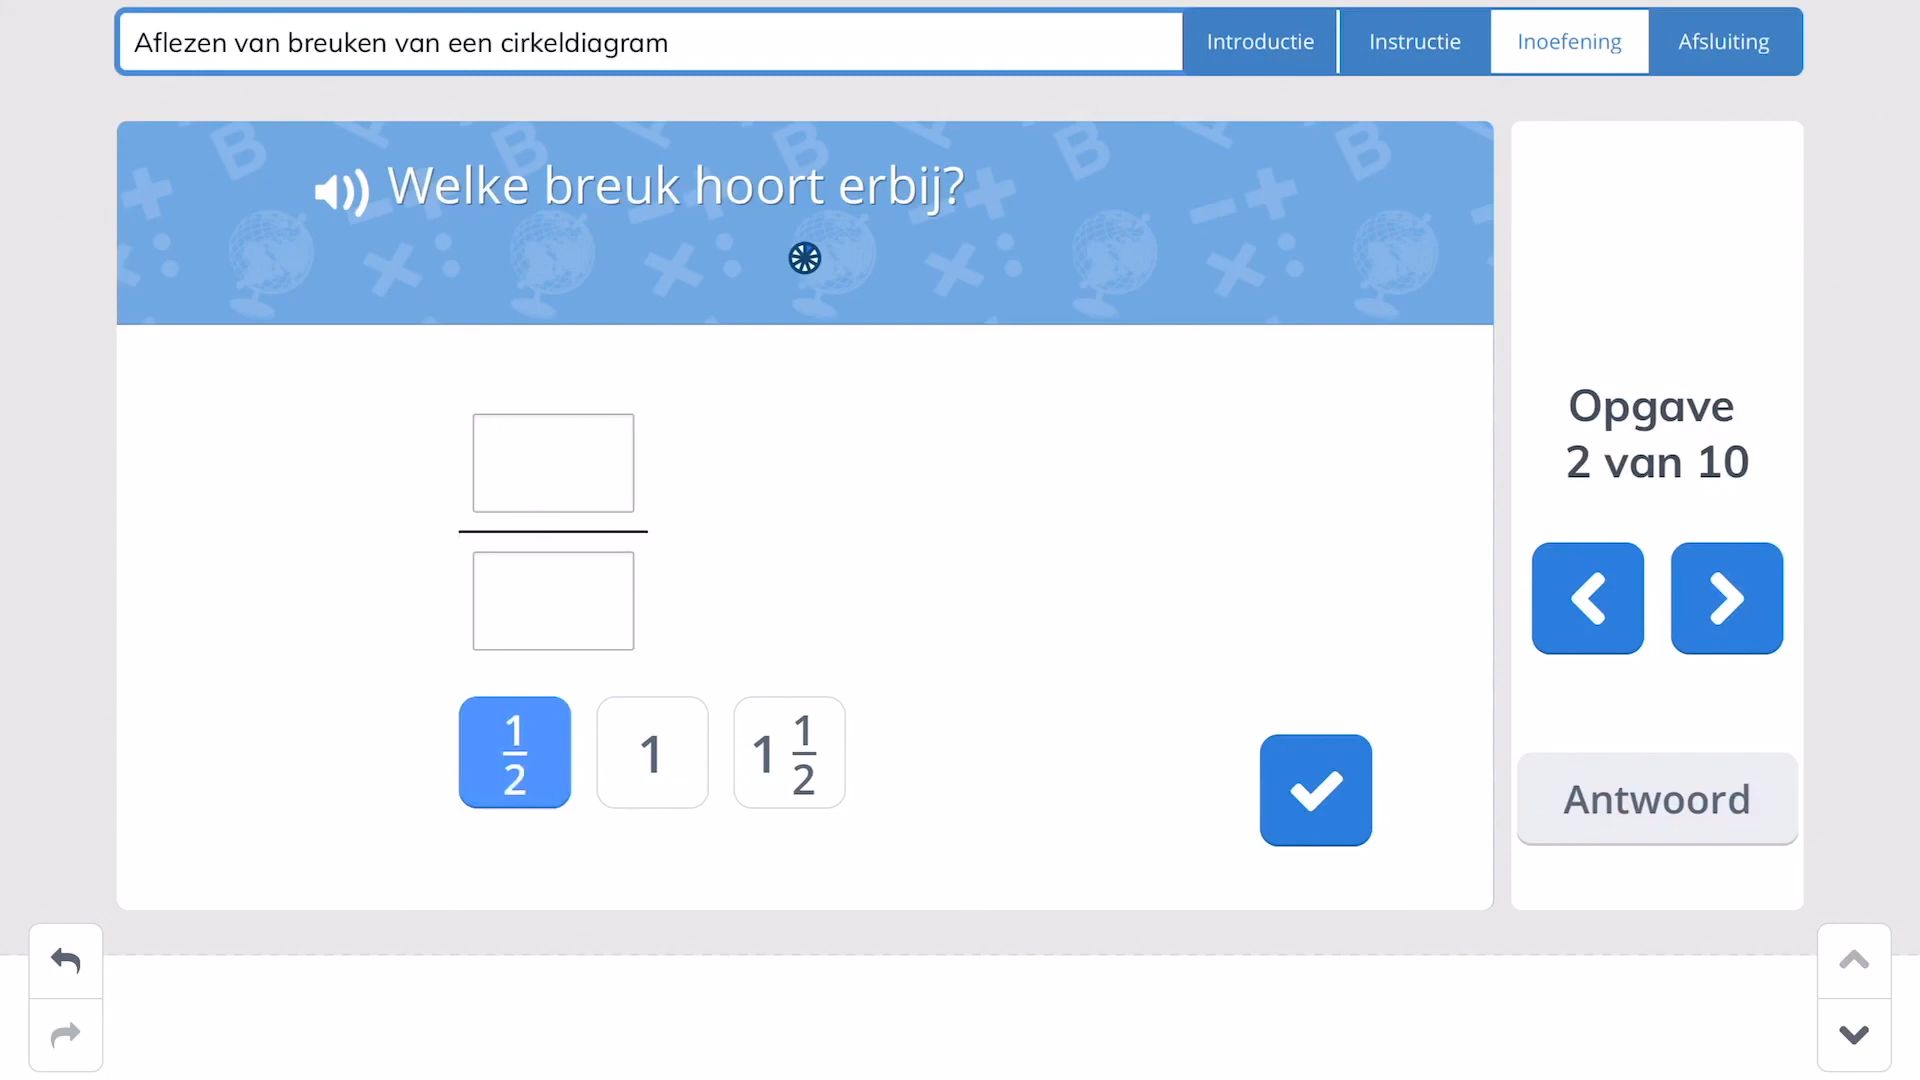 Aflezen van breuken van een cirkeldiagram
Introductie
Instructie
Inoefening
Afsluiting
Welke breuk hoort erbij?
Opgave
2 van 10
1
2
1
1 1
2
Antwoord